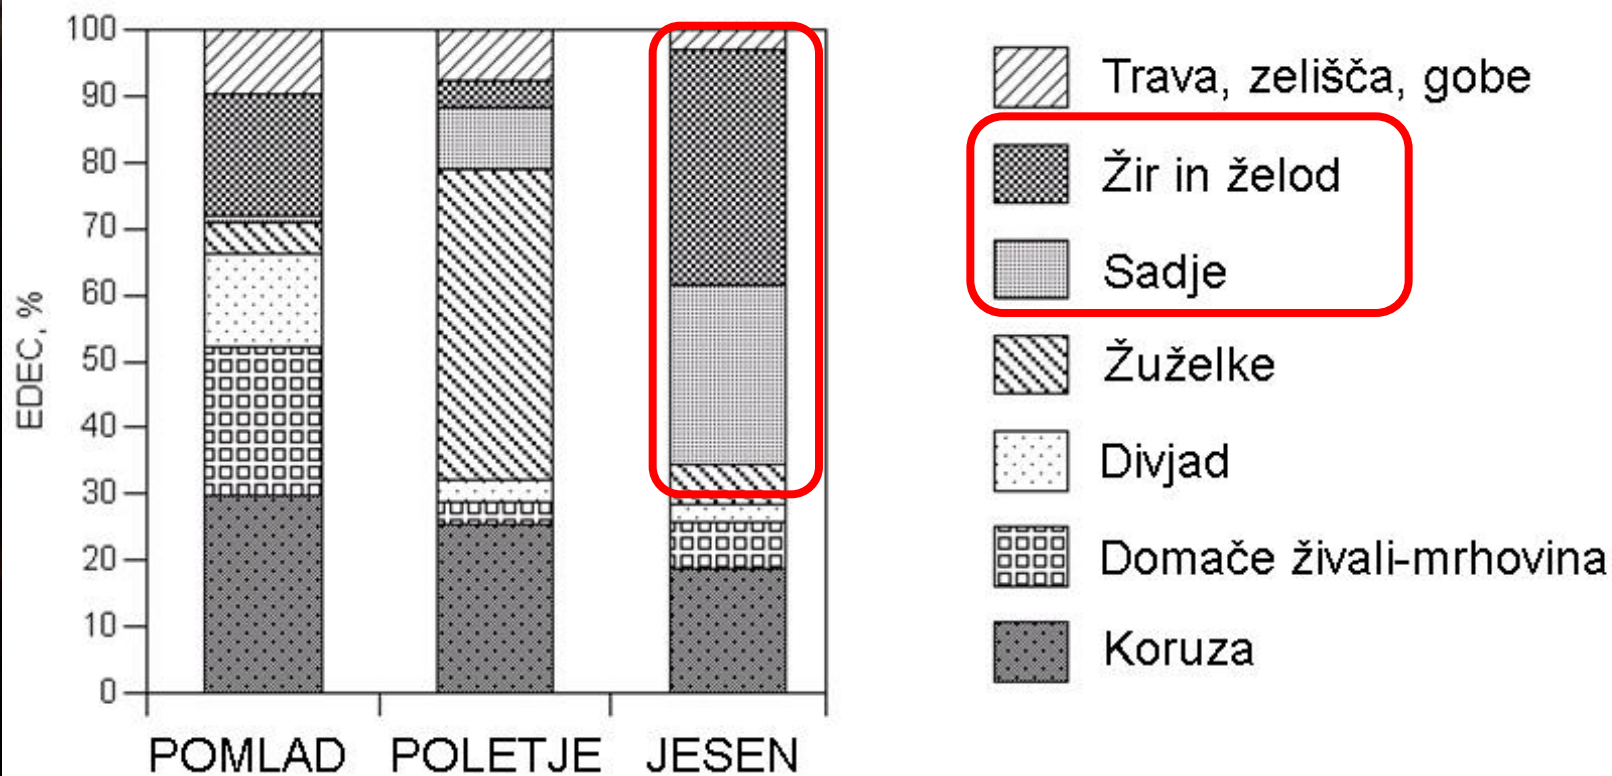 EDEC, %
100
90
80
70
60
50
40
30
20
10
0
POMLAD POLETJE JESEN
Trava, zelišča, gobe
Žir in želod
Sadje
Žuželke
Divjad
Domače živali-mrhovina
Koruza